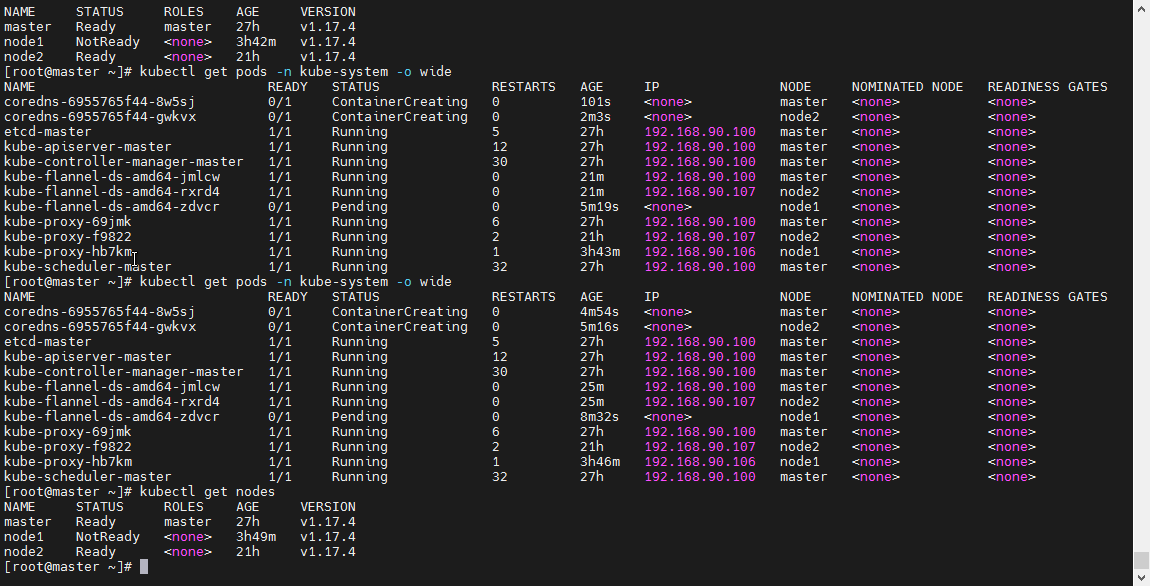 NAME STATUS ROLES AGE VERSION
master Ready master 27h v1.17.4
node1 NotReady <none> 3h42m v1.17.4
node2 Ready <none> 21h v1.17.4
[root@master ~]# kubectl get pods -n kube-system -o wide
NAME READY STATUS RESTARTS AGE IP NODE NOMINATED NODE READINESS GATES
coredns-6955765f44-8w5sj 0/1 ContainerCreating 0 101s <none> master <none> <none>
coredns-6955765f44-gwkvx 0/1 ContainerCreating 0 2m3s <none> node2 <none> <none>
etcd-master 1/1 Running 5 27h 192.168.90.100 master <none> <none>
kube-apiserver-master 1/1 Running 12 27h 192.168.90.100 master <none> <none>
kube-controller-manager-master 1/1 Running 30 27h 192.168.90.100 master <none> <none>
kube-flannel-ds-amd64-jmlcw 1/1 Running 0 21m 192.168.90.100 master <none> <none>
kube-flannel-ds-amd64-rxrd4 1/1 Running 0 21m 192.168.90.107 node2 <none> <none>
kube-flannel-ds-amd64-zdvcr 0/1 Pending 0 5m19s <none> node1 <none> <none>
kube-proxy-69jmk 1/1 Running 6 27h 192.168.90.100 master <none> <none>
kube-proxy-f9822 1/1 Running 2 21h 192.168.90.107 node2 <none> <none>
kube-proxy-hb7km 1/1 Running 1 3h43m 192.168.90.106 node1 <none> <none>
kube-scheduler-master 1/1 Running 32 27h 192.168.90.100 master <none> <none>
[root@master ~]# kubectl get pods -n kube-system -o wide
NAME READY STATUS RESTARTS AGE IP NODE NOMINATED NODE READINESS GATES
coredns-6955765f44-8w5sj 0/1 ContainerCreating 0 4m54s <none> master <none> <none>
coredns-6955765f44-gwkvx 0/1 ContainerCreating 0 5m16s <none> node2 <none> <none>
etcd-master 1/1 Running 5 27h 192.168.90.100 master <none> <none>
kube-apiserver-master 1/1 Running 12 27h 192.168.90.100 master <none> <none>
kube-controller-manager-master 1/1 Running 30 27h 192.168.90.100 master <none> <none>
kube-flannel-ds-amd64-jmlcw 1/1 Running 0 25m 192.168.90.100 master <none> <none>
kube-flannel-ds-amd64-rxrd4 1/1 Running 0 25m 192.168.90.107 node2 <none> <none>
kube-flannel-ds-amd64-zdvcr 0/1 Pending 0 8m32s <none> node1 <none> <none>
kube-proxy-69jmk 1/1 Running 6 27h 192.168.90.100 master <none> <none>
kube-proxy-f9822 1/1 Running 2 21h 192.168.90.107 node2 <none> <none>
kube-proxy-hb7km 1/1 Running 1 3h46m 192.168.90.106 node1 <none> <none>
kube-scheduler-master 1/1 Running 32 27h 192.168.90.100 master <none> <none>
[root@master ~]# kubectl get nodes
NAME STATUS ROLES AGE VERSION
master Ready master 27h v1.17.4
node1 NotReady <none> 3h49m v1.17.4
node2 Ready <none> 21h v1.17.4
[root@master ~]#